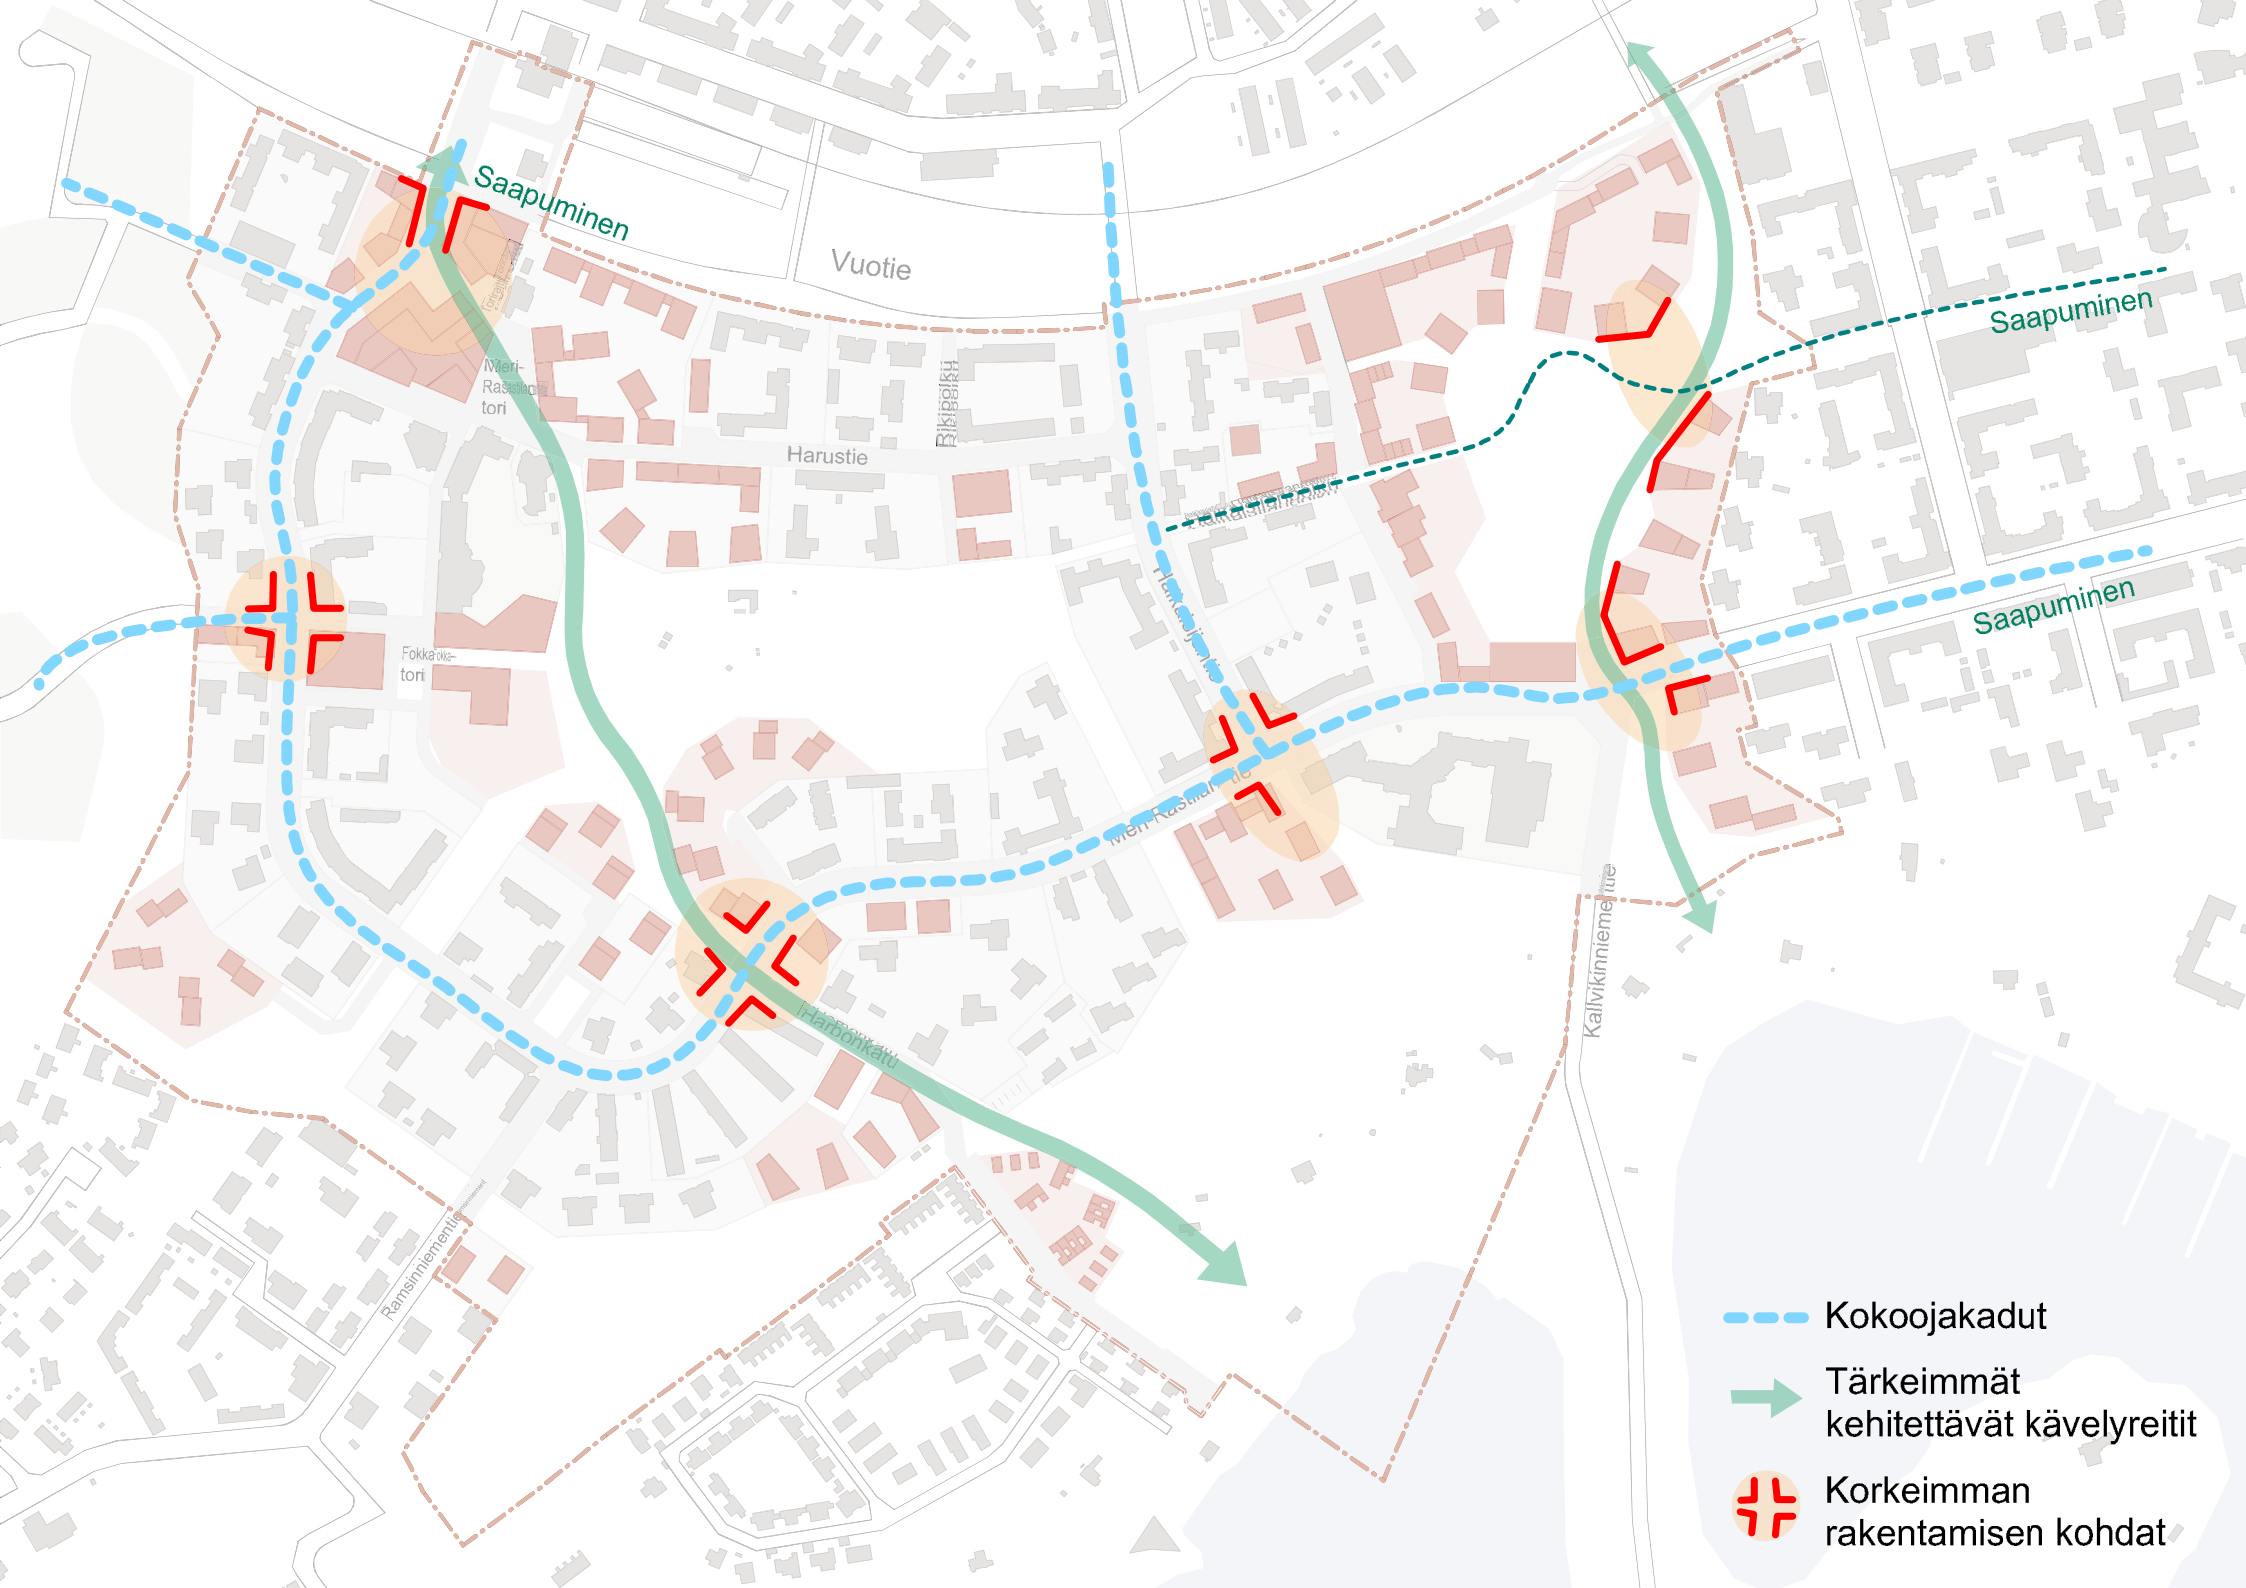 Saapuminen
Vuotie
Saapuminen
Meri-
tori
Harustie
Saapuminen
Fokka-
tori
Meri-Rastilantie
Kallvikinniementie
Harbonkatu
Ramsinniementie
Kokoojakadut
Tärkeimmät
kehitettävät kävelyreitit
Korkeimman
rakentamisen kohdat